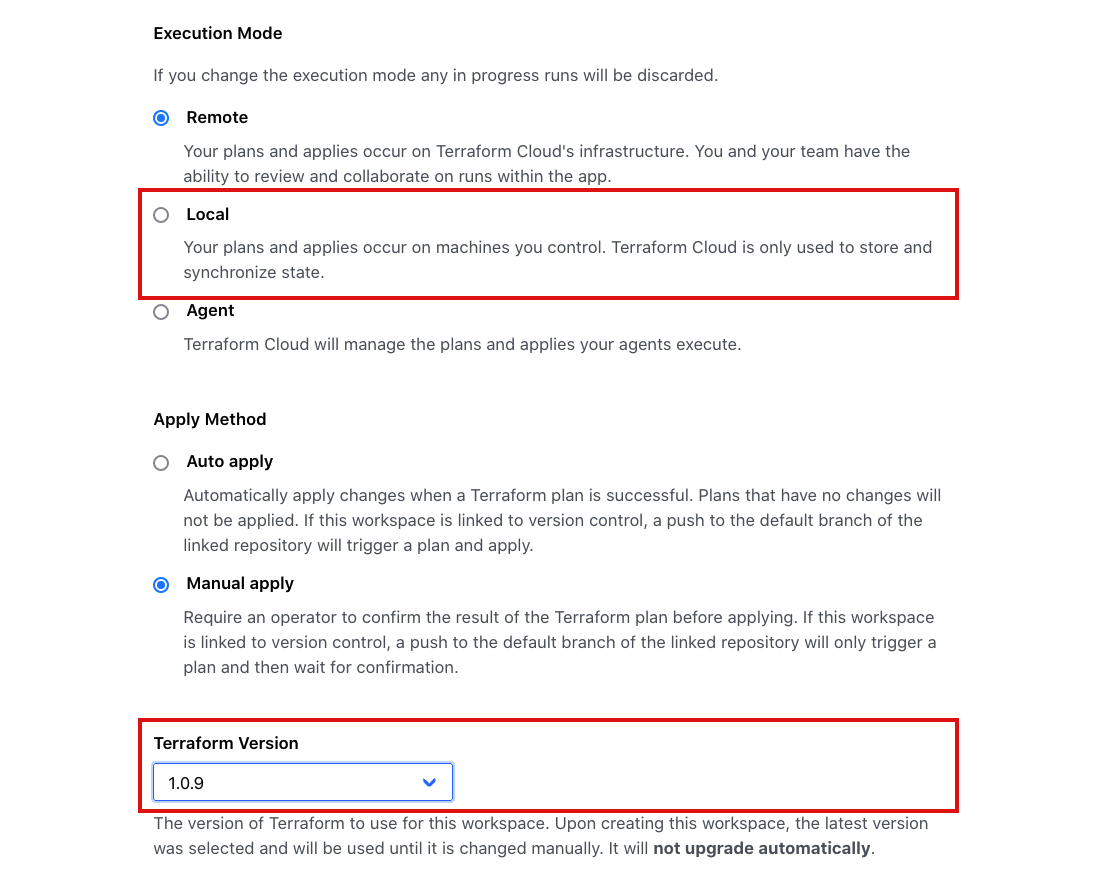 Execution Mode
If you change the execution mode any in progress runs will be discarded.
Remote
Your plans and applies occur on Terraform Cloud's infrastructure. You and your team have the
ability to review and collaborate on runs within the app.
Local
Your plans and applies occur on machines you control. Terraform Cloud is only used to store and
synchronize state.
Agent
Terraform Cloud will manage the plans and applies your agents execute.
Apply Method
Auto apply
Automatically apply changes when a Terraform plan is successful. Plans that have no changes will
not be applied. If this workspace is linked to version control, a push to the default branch of the
linked repository will trigger a plan and apply.
Manual apply
Require an operator to confirm the result of the Terraform plan before applying. If this workspace
is linked to version control, a push to the default branch of the linked repository will only trigger a
plan and then wait for confirmation.
Terraform Version
1.0.9
The version of Terraform to use for this workspace. Upon creating this workspace, the latest version
was selected and will be used until it is changed manually. It will not upgrade automatically.